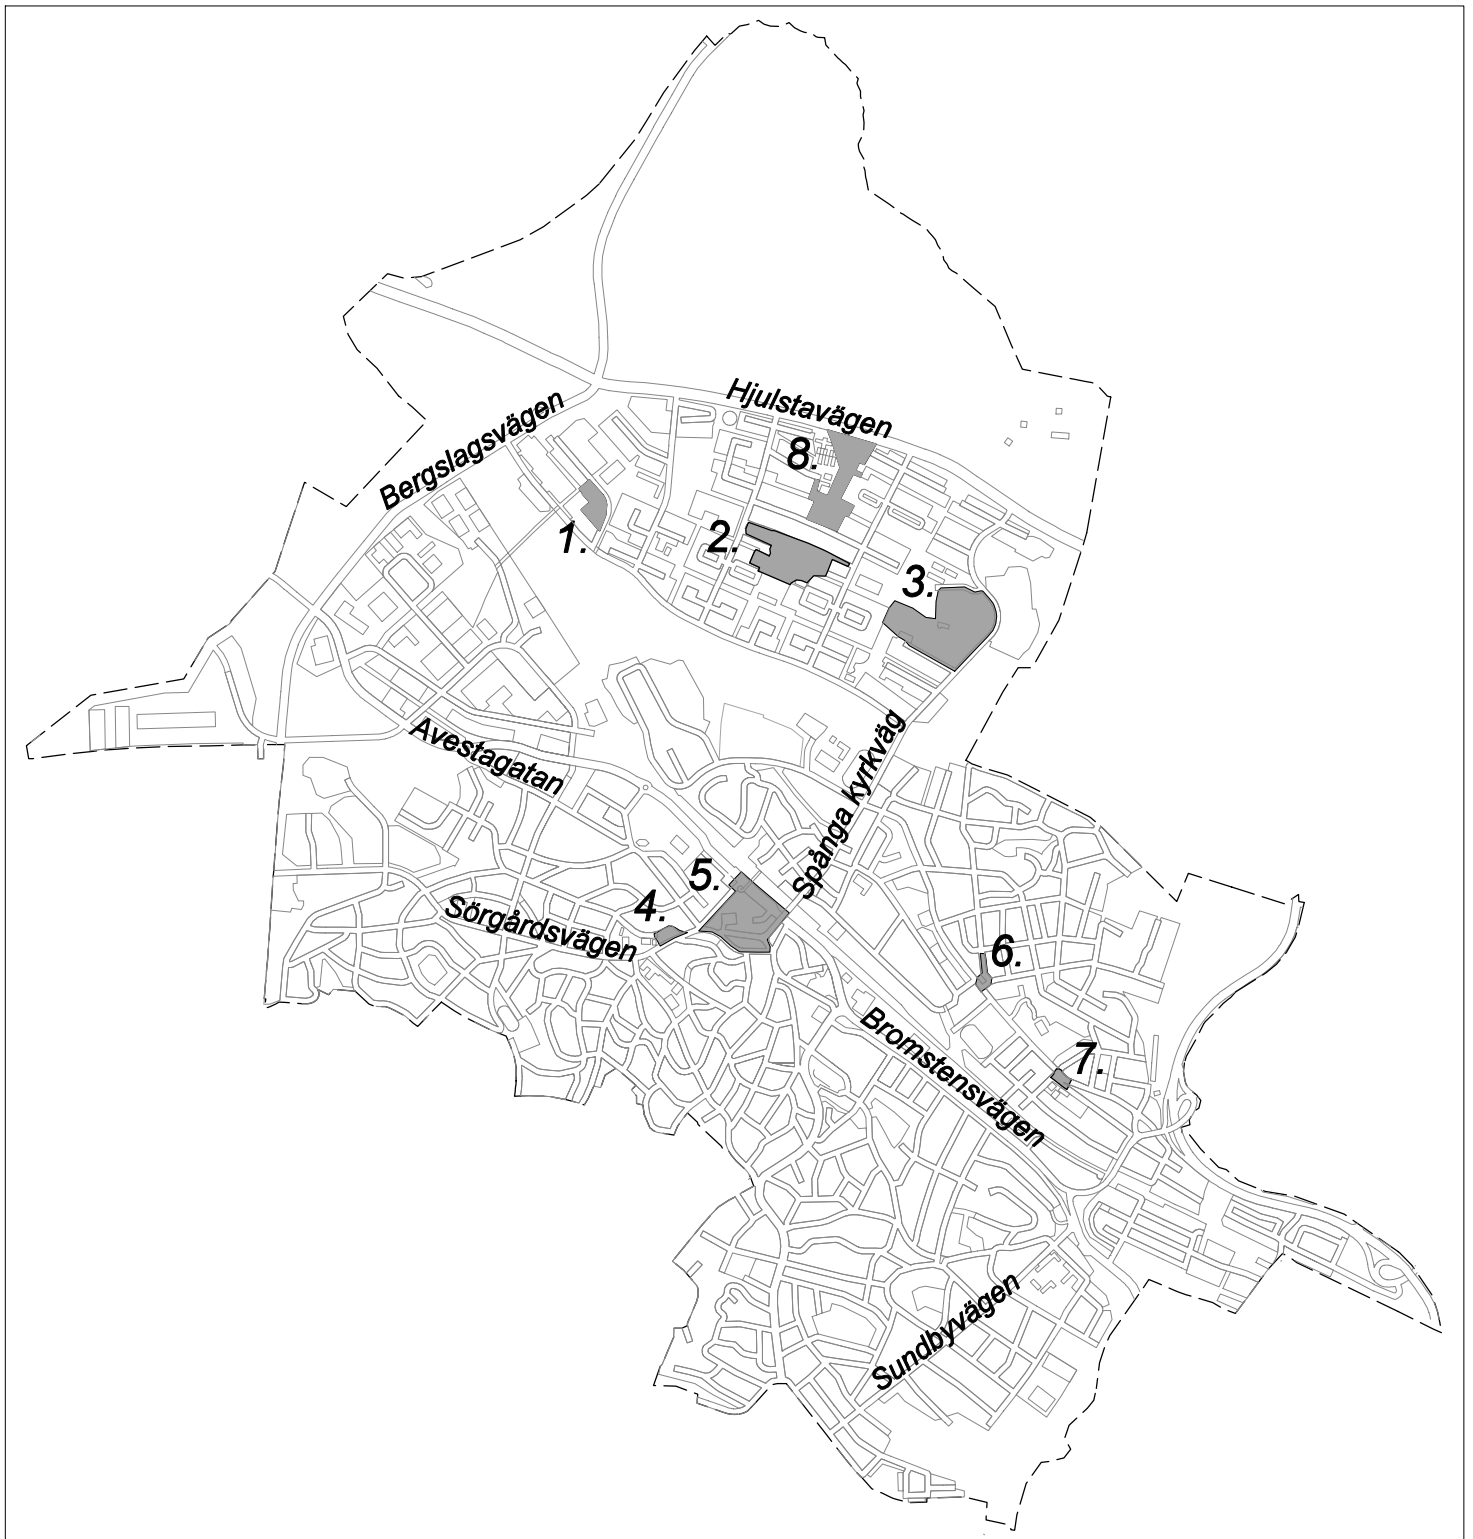 Hjulstavägen
Bergslagsvägen
8.
1.
2.
3.
Avestagatan
Spånga kyrkväg
5.
4.
Sörgårdsvägen
6.
Bromstensvägen
7.
Sundbyvägen